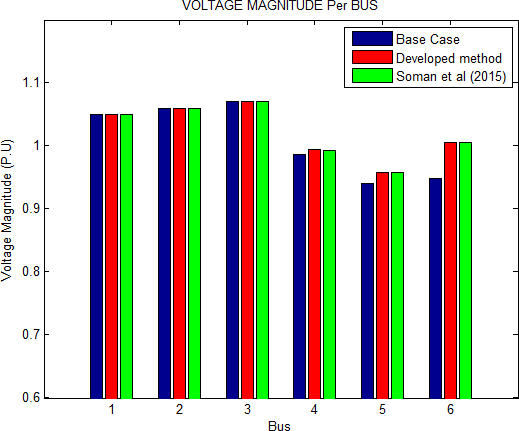 VOLTAGE MAGNITUDE Per BUS
Base Case
Developed method
Soman et al (2015)
Voltage Magnitude (P.U)
1.1
1
0.9
0.8
0.7
0.6
1 2 3 4 5 6
Bus